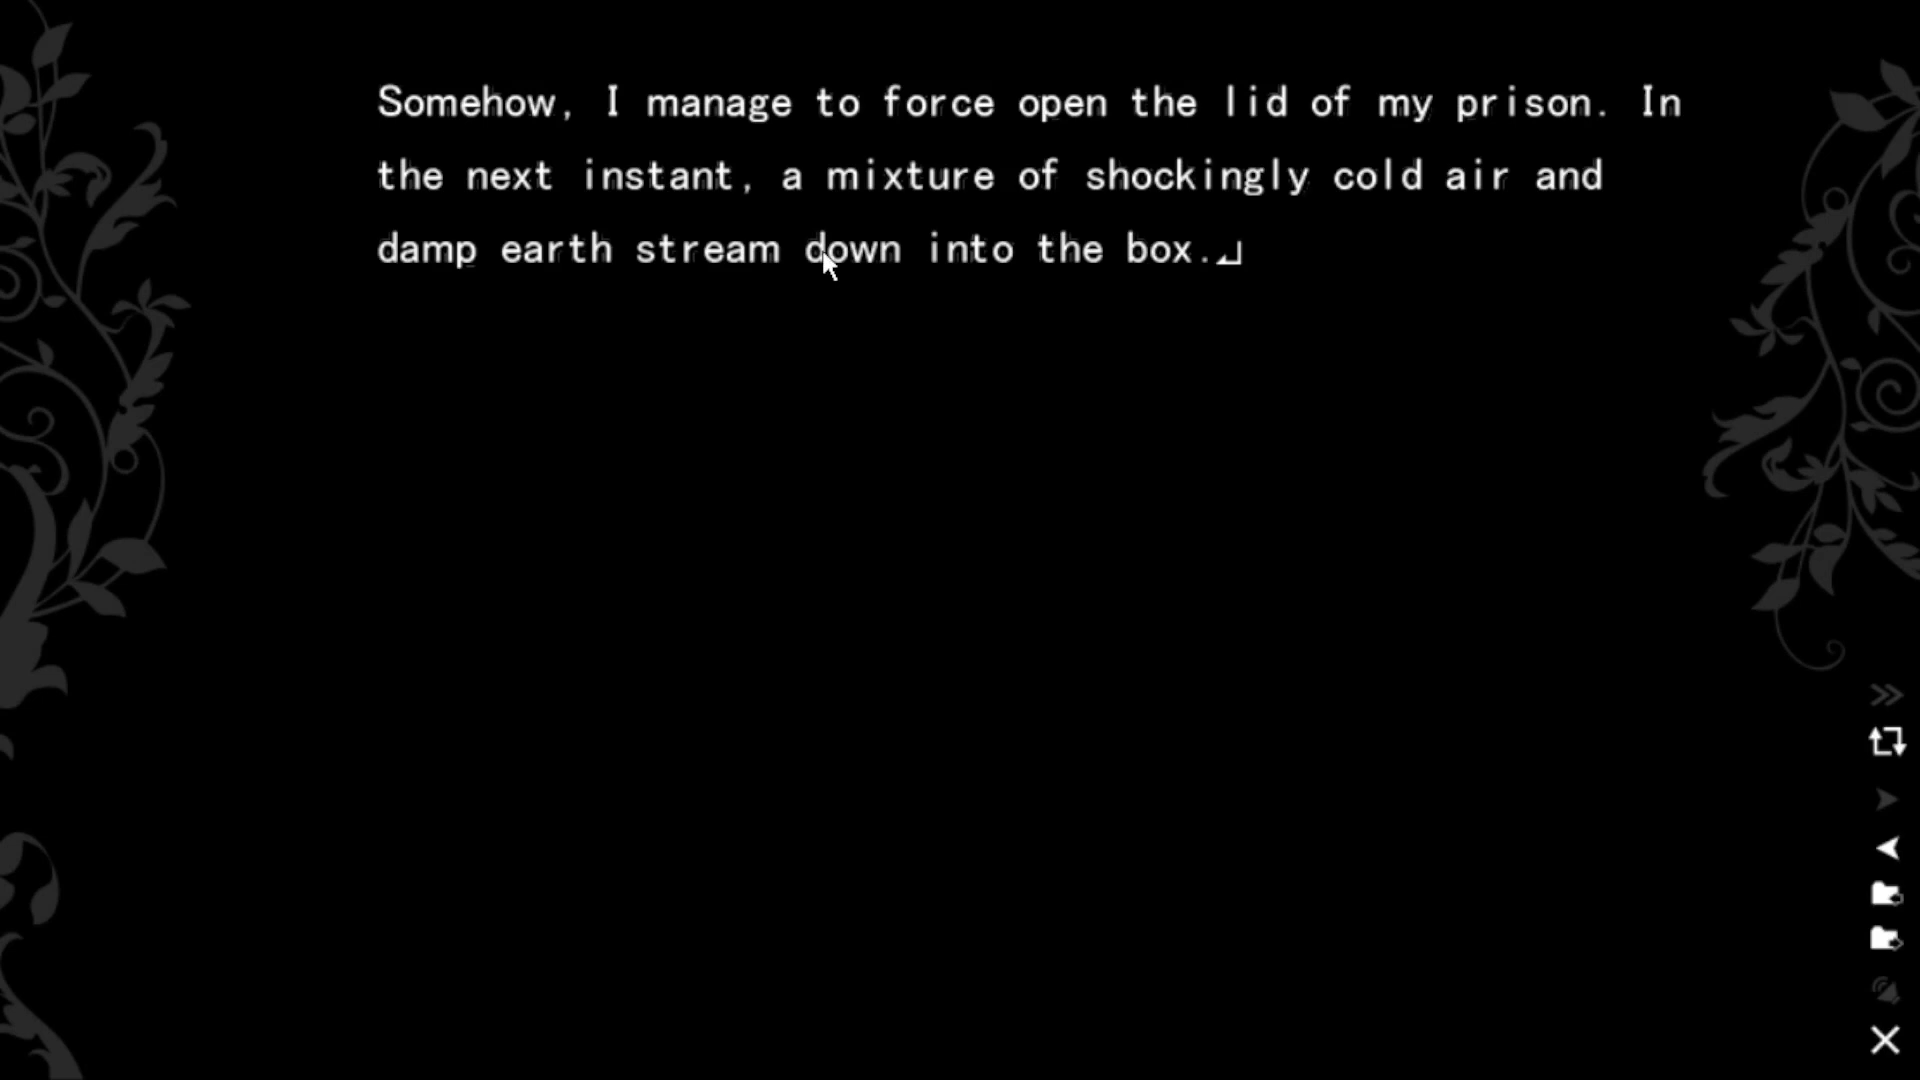 Somehow, I manage to force open the lid of my prison. In
the next instant, a mixture of shockingly cold air and
damp earth stream down into the box.